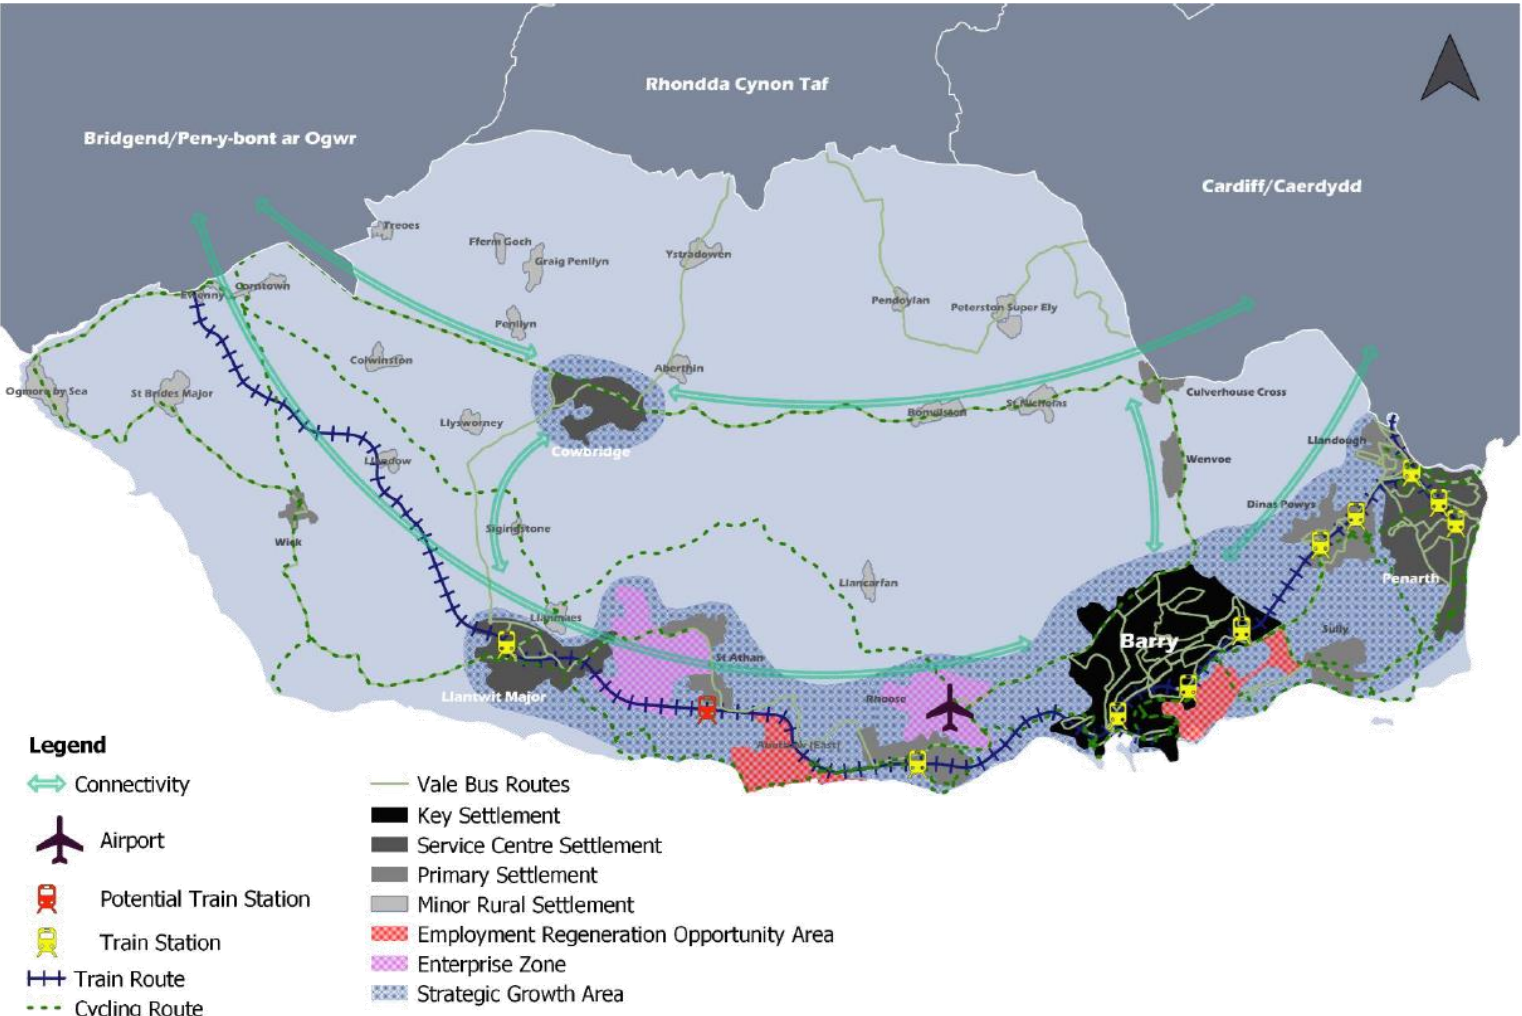 Rhondda Cynon Taf
Bridgend/Pen-y-bont ar Ogwr
Cardiff/Caerdydd
Treoes
Fferm Goch
Graig Penllyn
Ystradowen
Ewenny
Corntown
Pendoylan
Peterston Super Ely
Penllyn
Colwinston
Aberthin
Ogmore by Sea
St Brides Major
Culverhouse Cross
Bonvilston
St Nicholas
Llysworney
Cowbridge
Llandough
Llandow
Wenvoe
Dinas Powys
Sigingstone
Wick
Llancarfan
Penarth
Llanmaes
Barry
Sully
St Athan
Llantwit Major
Rhoose
Aberthaw (East)
Legend
Connectivity
Airport
Potential Train Station
Train Station
Train Route
Cycling Route
Vale Bus Routes
Key Settlement
Service Centre Settlement
Primary Settlement
Minor Rural Settlement
Employment Regeneration Opportunity Area
Enterprise Zone
Strategic Growth Area